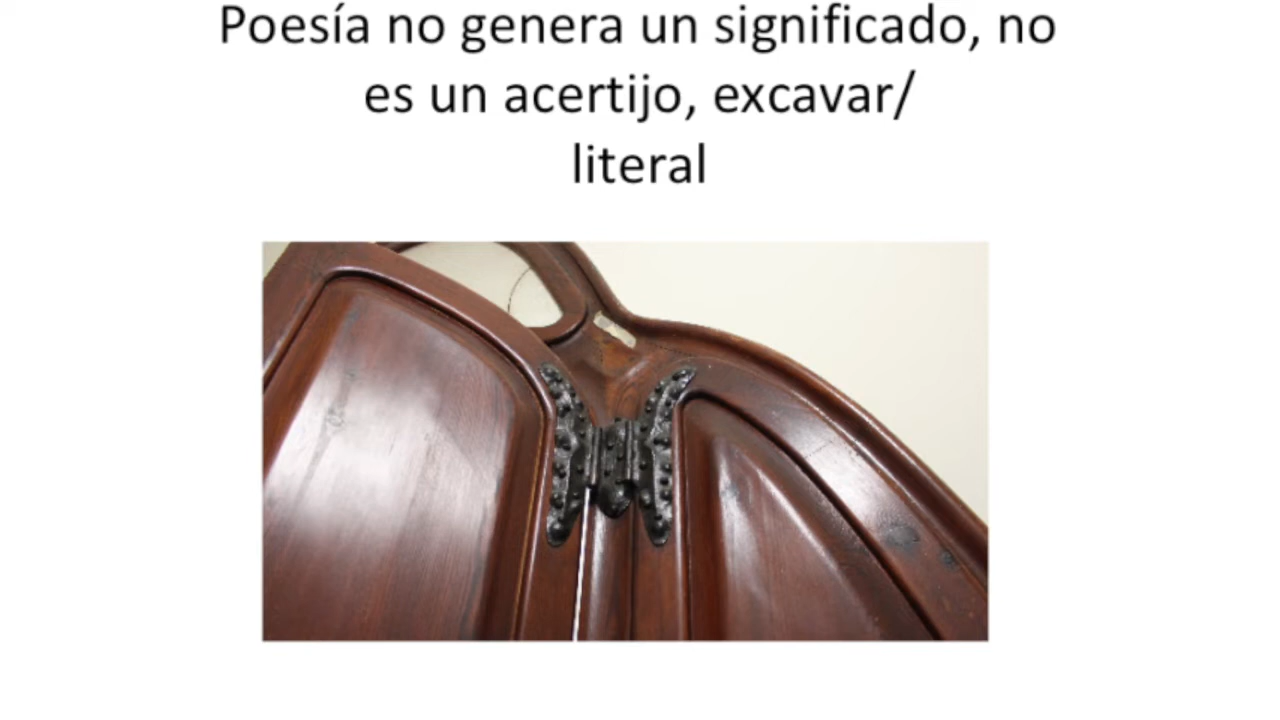 Poesía no genera un significado, no
es un acertijo, excavar/
literal